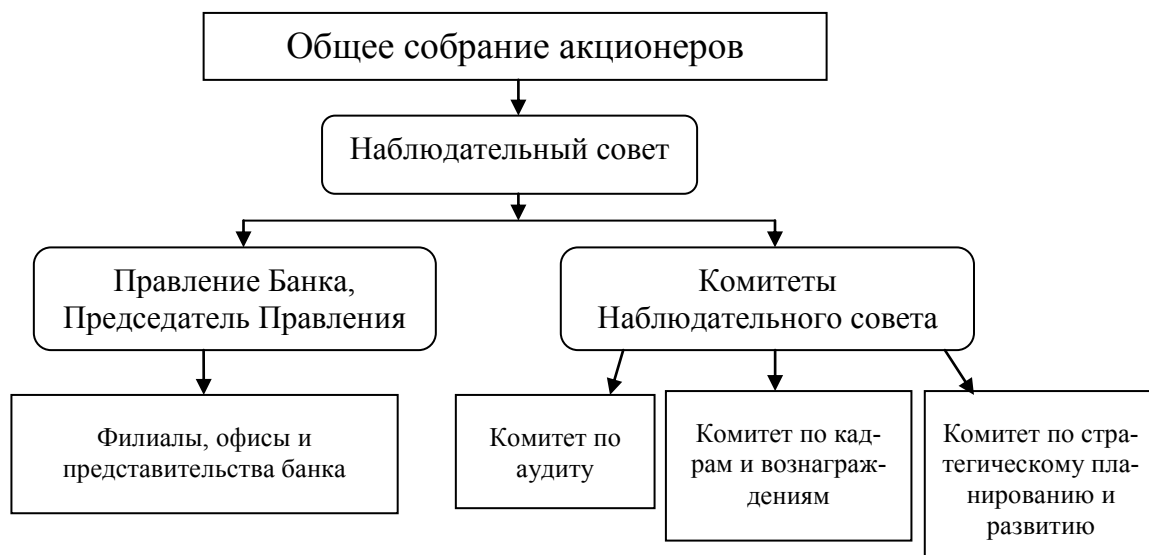 Общее собрание акционеров
Наблюдательный совет
Правление Банка,
Председатель Правления
Комитеты
Наблюдательного совета
Филиалы, офисы и
представительства банка
Комитет по
аудиту
Комитет по кад-
рам и вознаграж-
дениям
Комитет по стра-
тегическому пла-
нированию и
развитию